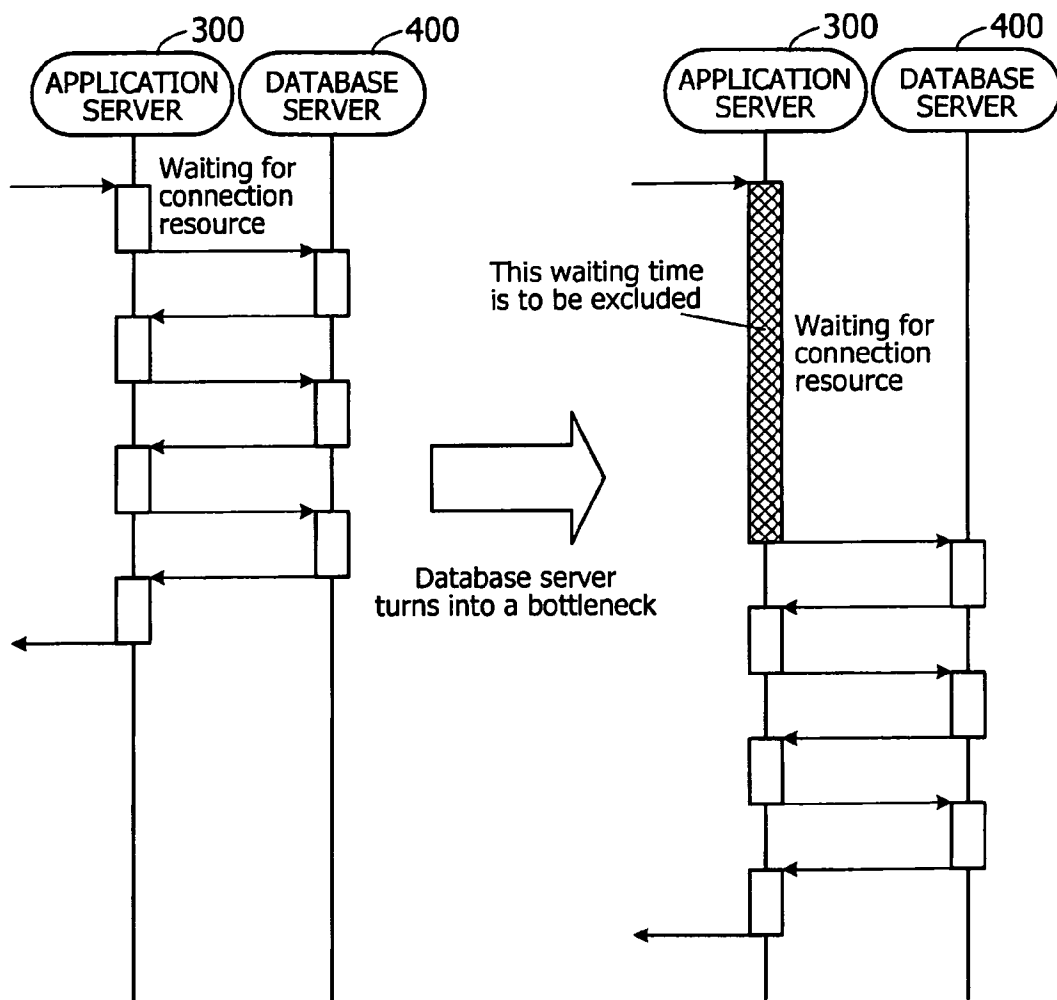 300
400
APPLICATION
SERVER
DATABASE
SERVER
Waiting for
connection
resource
300
400
APPLICATION
SERVER
DATABASE
SERVER
This waiting time
is to be excluded
Waiting for
connection
resource
Database server
turns into a bottleneck